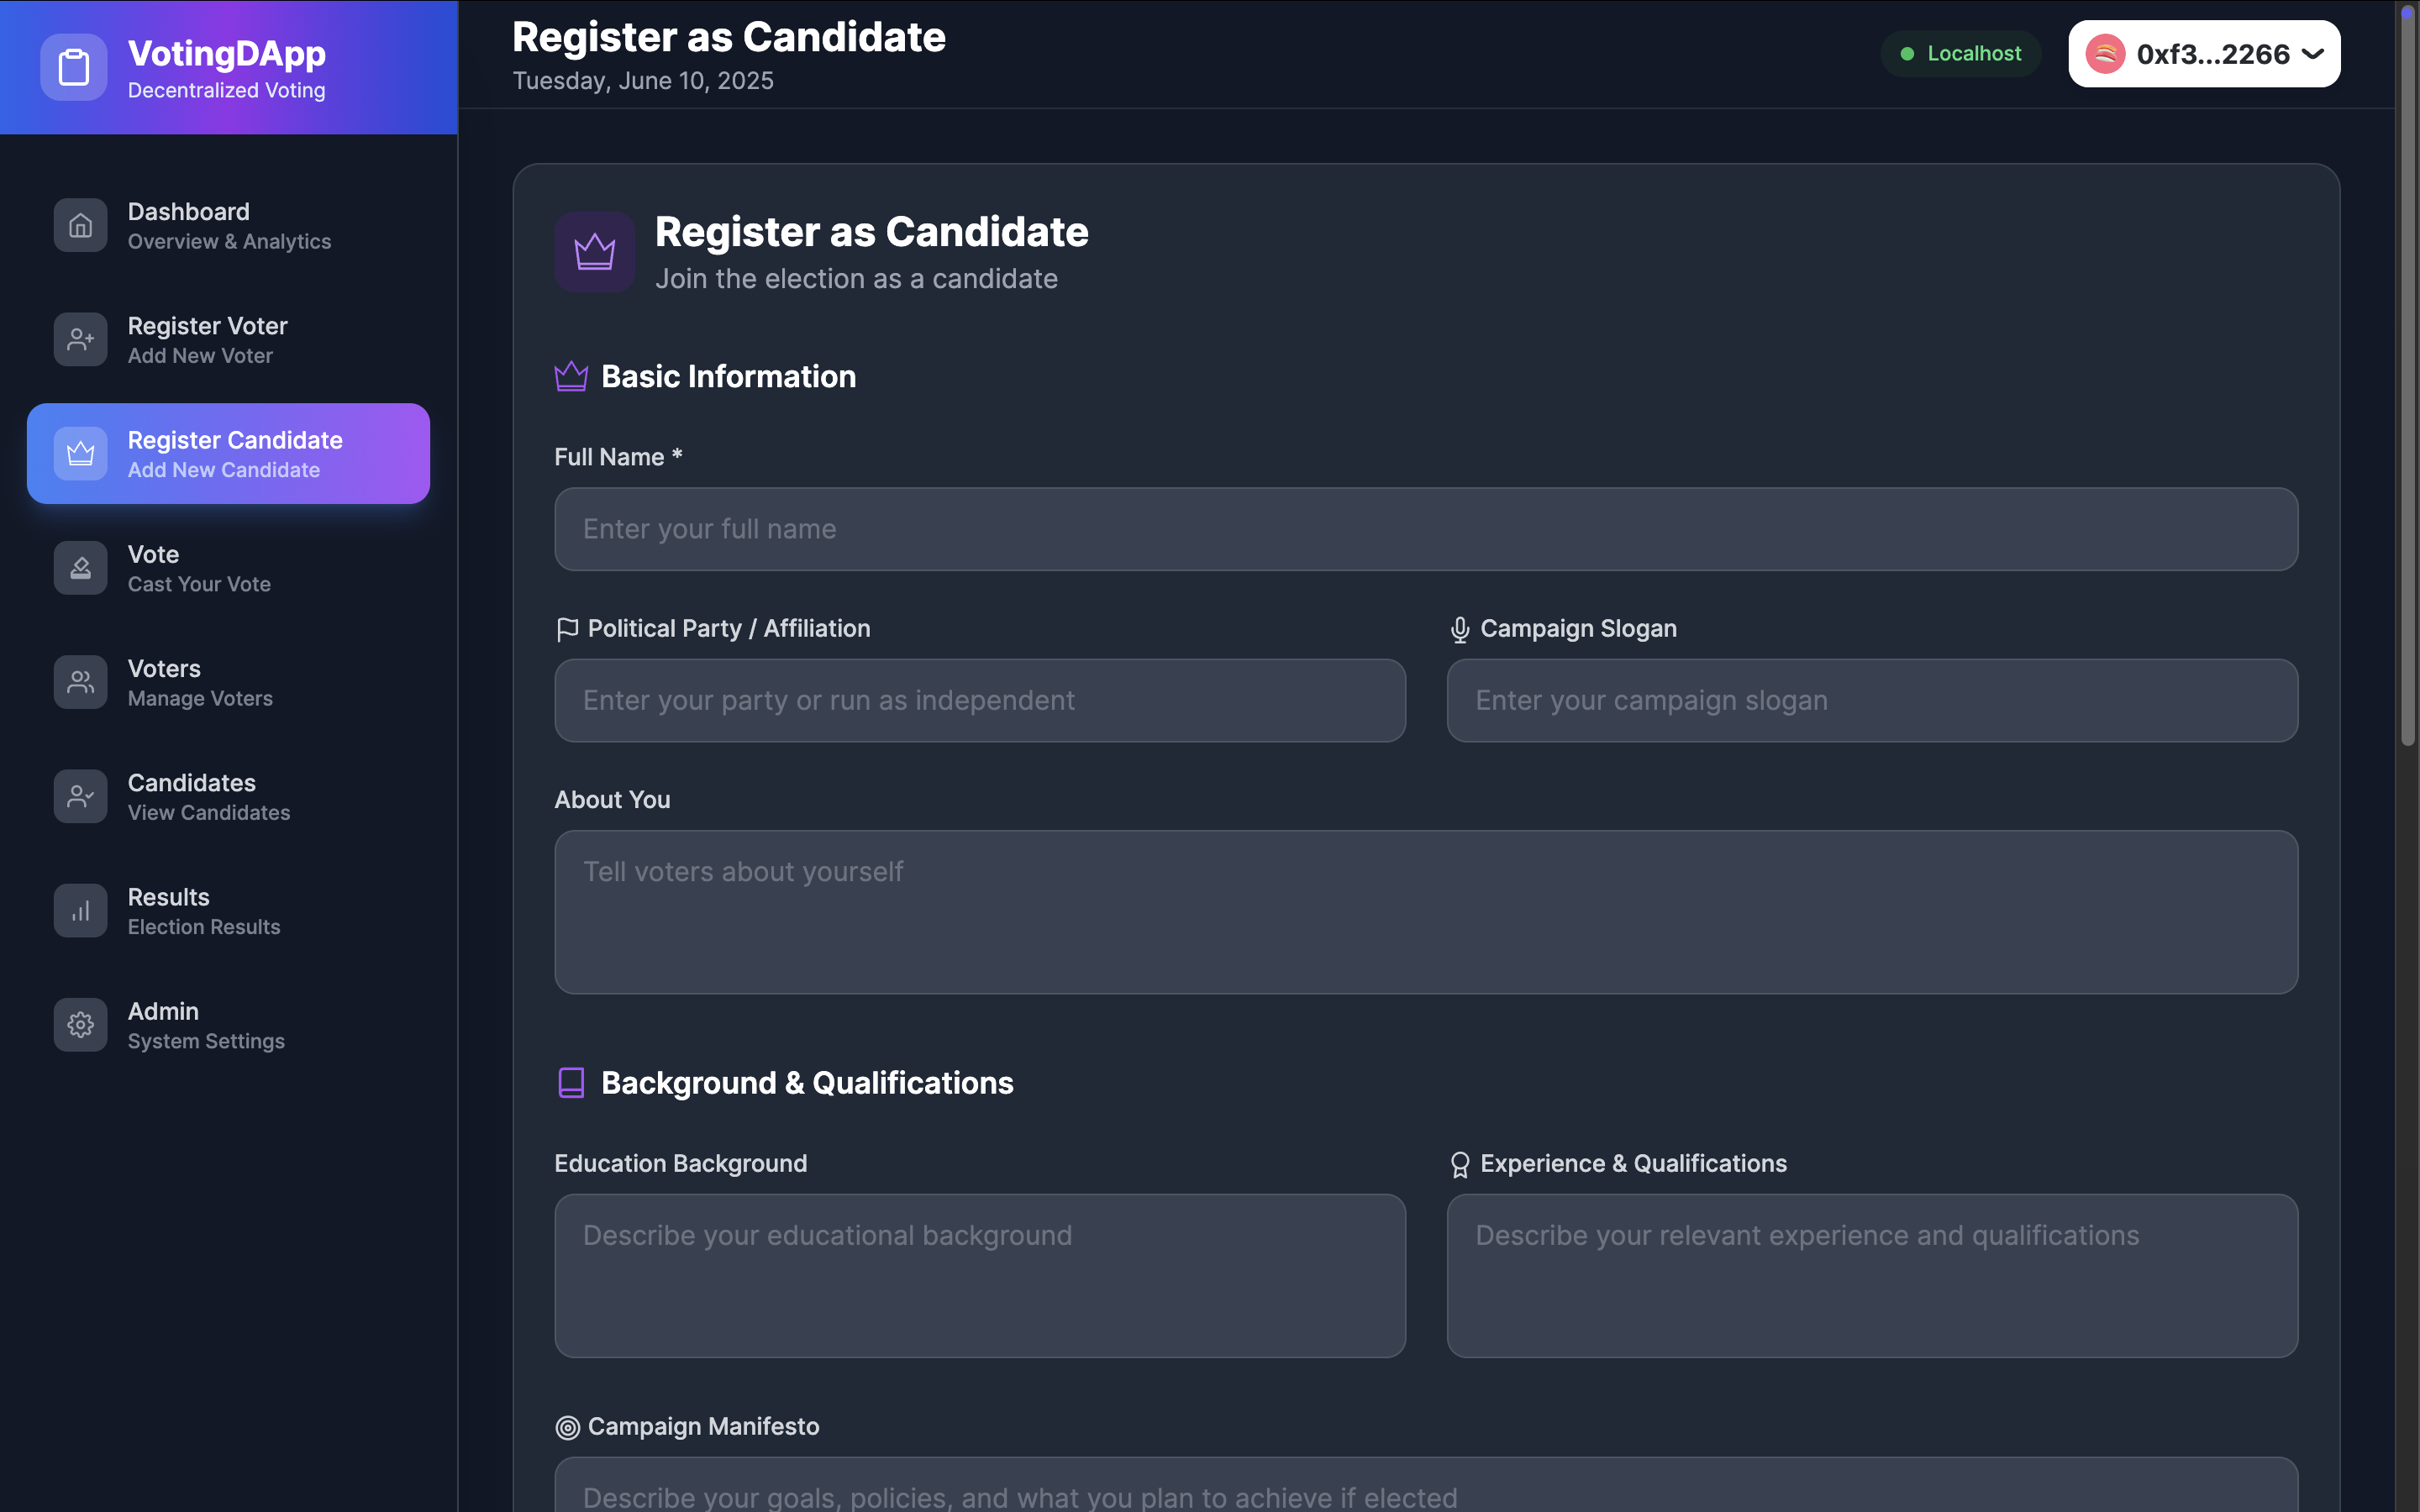 VotingDApp
Decentralized Voting
Dashboard
Overview & Analytics
Register Voter
Add New Voter
Register Candidate
Add New Candidate
Vote
Cast Your Vote
Voters
Manage Voters
Candidates
View Candidates
Results
Election Results
Admin
System Settings
Register as Candidate
Tuesday, June 10, 2025
Localhost
0xf3...2266
Register as Candidate
Join the election as a candidate
Basic Information
Full Name *
Enter your full name
Political Party / Affiliation
Enter your party or run as independent
Campaign Slogan
Enter your campaign slogan
About You
Tell voters about yourself
Background & Qualifications
Education Background
Describe your educational background
Experience & Qualifications
Describe your relevant experience and qualifications
Campaign Manifesto
Describe your goals, policies, and what you plan to achieve if elected